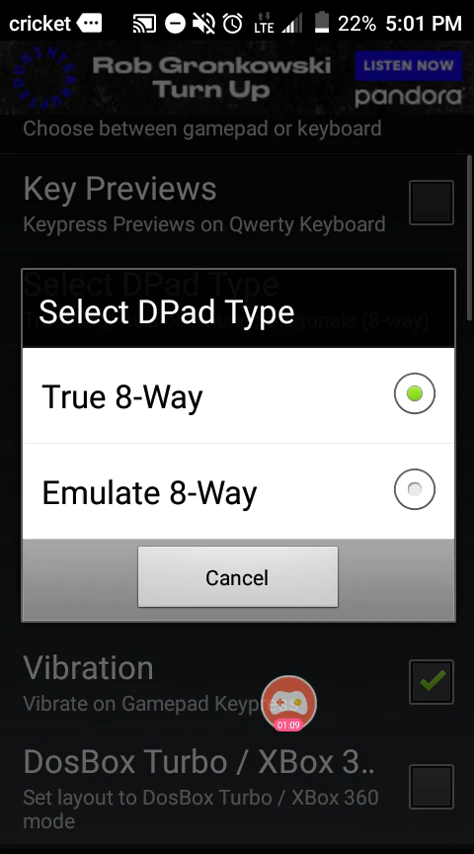 cricket LTE 22% 5:01 PM
Rob Gronkowski
Turn Up
LISTEN NOW
pandora
Choose between gamepad or keyboard
Key Previews
Keypress Previews on Qwerty Keyboard
Select DPad Type
Select DPad Type
onals (8-way)
True 8-Way
Emulate 8-Way
Cancel
Vibration
Vibrate on Gamepad Keypress
01:09
DosBox Turbo / XBox 3..
Set layout to DosBox Turbo / XBox 360
mode